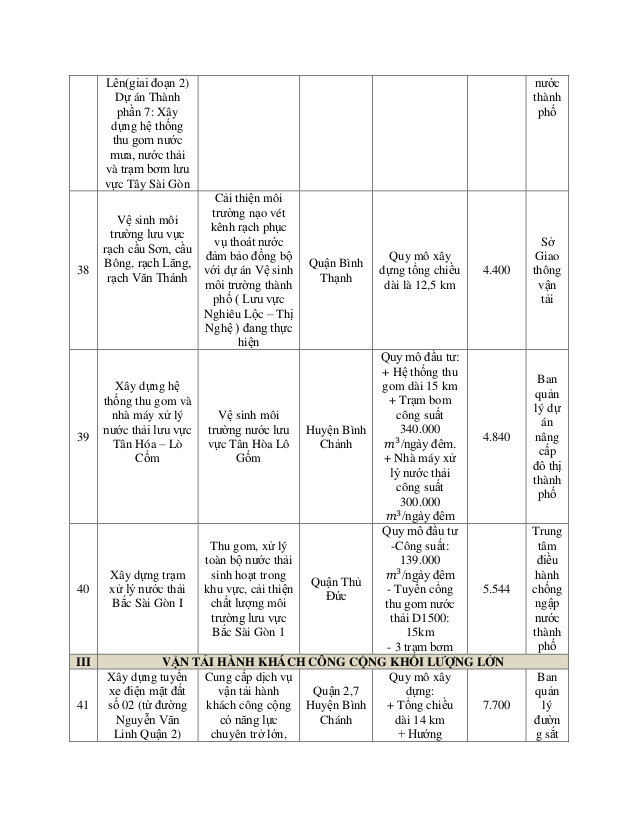 Lên(giai đoạn 2)
Dự án Thành
phần 7: Xây
dựng hệ thống
thu gom nước
mưa, nước thải
và trạm bơm lưu
vực Tây Sài Gòn
nước
thành
phố
38
Vệ sinh môi
trường lưu vực
rạch cầu Sơn, cầu
Bông, rạch Lăng,
rạch Văn Thánh
Cải thiện môi
trường nạo vét
kênh rạch phục
vụ thoát nước
đảm bảo đồng bộ
với dự án Vệ sinh
môi trường thành
phố ( Lưu vực
Nghiêu Lộc – Thị
Nghệ ) đang thực
hiện
Quận Bình
Thạnh
Quy mô xây
dựng tổng chiều
dài là 12,5 km
4.400
Sở
Giao
thông
vận
tải
39
Xây dựng hệ
thống thu gom và
nhà máy xử lý
nước thải lưu vực
Tân Hóa – Lò
Cốm
Vệ sinh môi
trường nước lưu
vực Tân Hòa Lô
Gốm
Huyện Bình
Chánh
Quy mô đầu tư:
+ Hệ thống thu
gom dài 15 km
+ Trạm bom
công suất
340.000
m³/ngày đêm.
+ Nhà máy xử
lý nước thải
công suất
300.000
m³/ngày đêm
4.840
Ban
quản
lý dự
án
nâng
cấp
đô thị
thành
phố
40
Xây dựng trạm
xử lý nước thải
Bắc Sài Gòn I
Thu gom, xử lý
toàn bộ nước thải
sinh hoạt trong
khu vực, cải thiện
chất lượng môi
trường lưu vực
Bắc Sài Gòn 1
Quận Thủ
Đức
Quy mô đầu tư
-Công suất:
139.000
m³/ngày đêm
- Tuyến cống
thu gom nước
thải D1500:
15km
- 3 trạm bơm
5.544
Trung
tâm
điều
hành
chống
ngập
nước
thành
phố
III
VẬN TẢI HÀNH KHÁCH CÔNG CỘNG KHỐI LƯỢNG LỚN
41
Xây dựng tuyến
xe điện mặt đất
số 02 (từ đường
Nguyễn Văn
Linh Quận 2)
Cung cấp dịch vụ
vận tải hành
khách công cộng
có năng lực
chuyên trở lớn,
Quận 2,7
Huyện Bình
Chánh
Quy mô xây
dựng:
+ Tổng chiều
dài 14 km
+ Hướng
7.700
Ban
quản
lý
đườn
g sắt